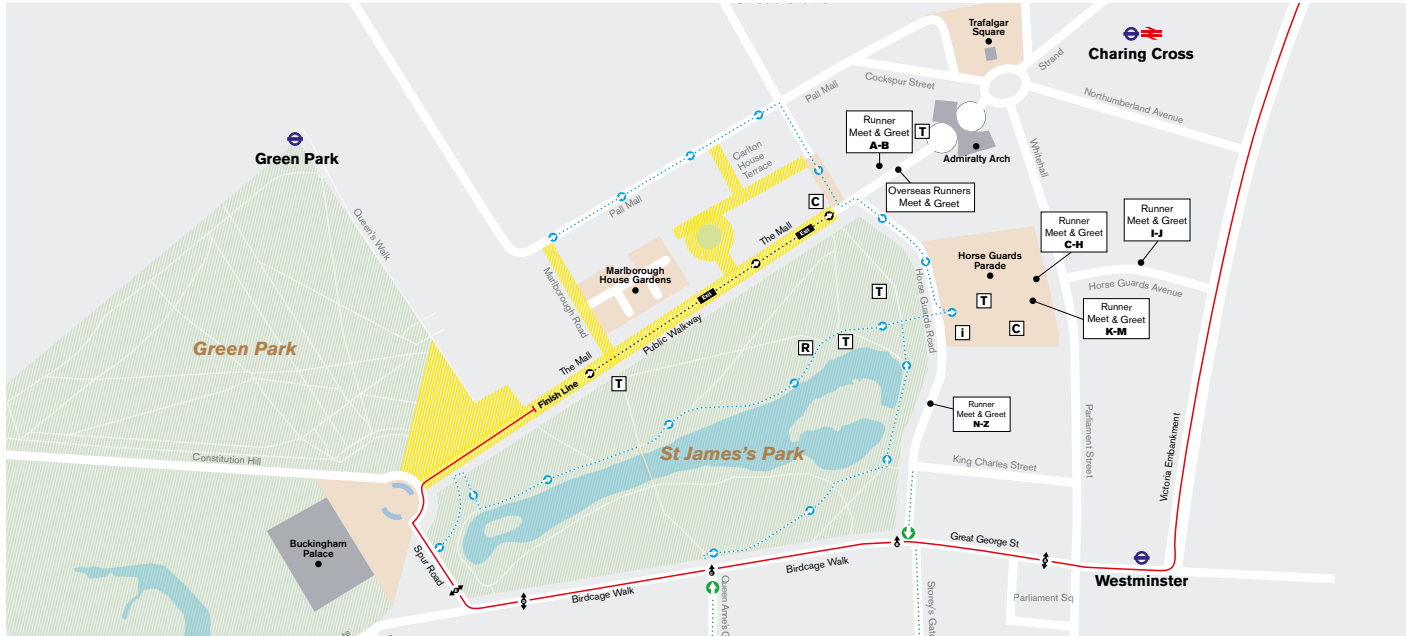 Trafalgar
Square
Charing Cross
Strand
Cockspur Street
Northumberland Avenue
Pall Mall
Runner
Meet & Greet
A-B
T
Admiralty Arch
Whitehall
Green Park
Carlton
House
Terrace
Overseas Runners
Meet & Greet
Pall Mall
C
Queen's Walk
The Mall
Exit
Runner
Meet & Greet
C-H
Runner
Meet & Greet
I-J
Horse Guards
Parade
Marlborough
House Gardens
Marlborough Road
Exit
Horse Guards Road
Horse Guards Avenue
T
T
Runner
Meet & Greet
K-M
i
C
Public Walkway
Green Park
The Mall
R
T
T
Finish Line
Runner
Meet & Greet
N-Z
Parliament Street
Victoria Embankment
St James's Park
Constitution Hill
King Charles Street
Buckingham
Palace
Spur Road
Great George St
Birdcage Walk
Westminster
Birdcage Walk
Queen Anne's G
Storey's Gate
Parliament Sq